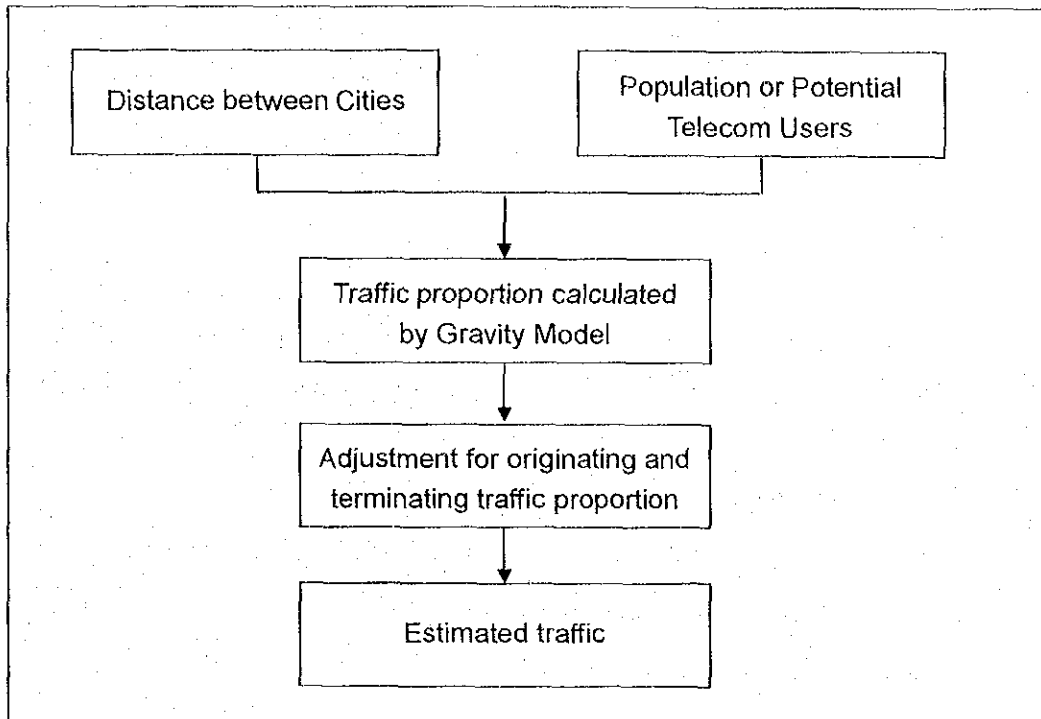 Distance between Cities
Population or Potential
Telecom Users
Traffic proportion calculated
by Gravity Model
Adjustment for originating and
terminating traffic proportion
Estimated traffic